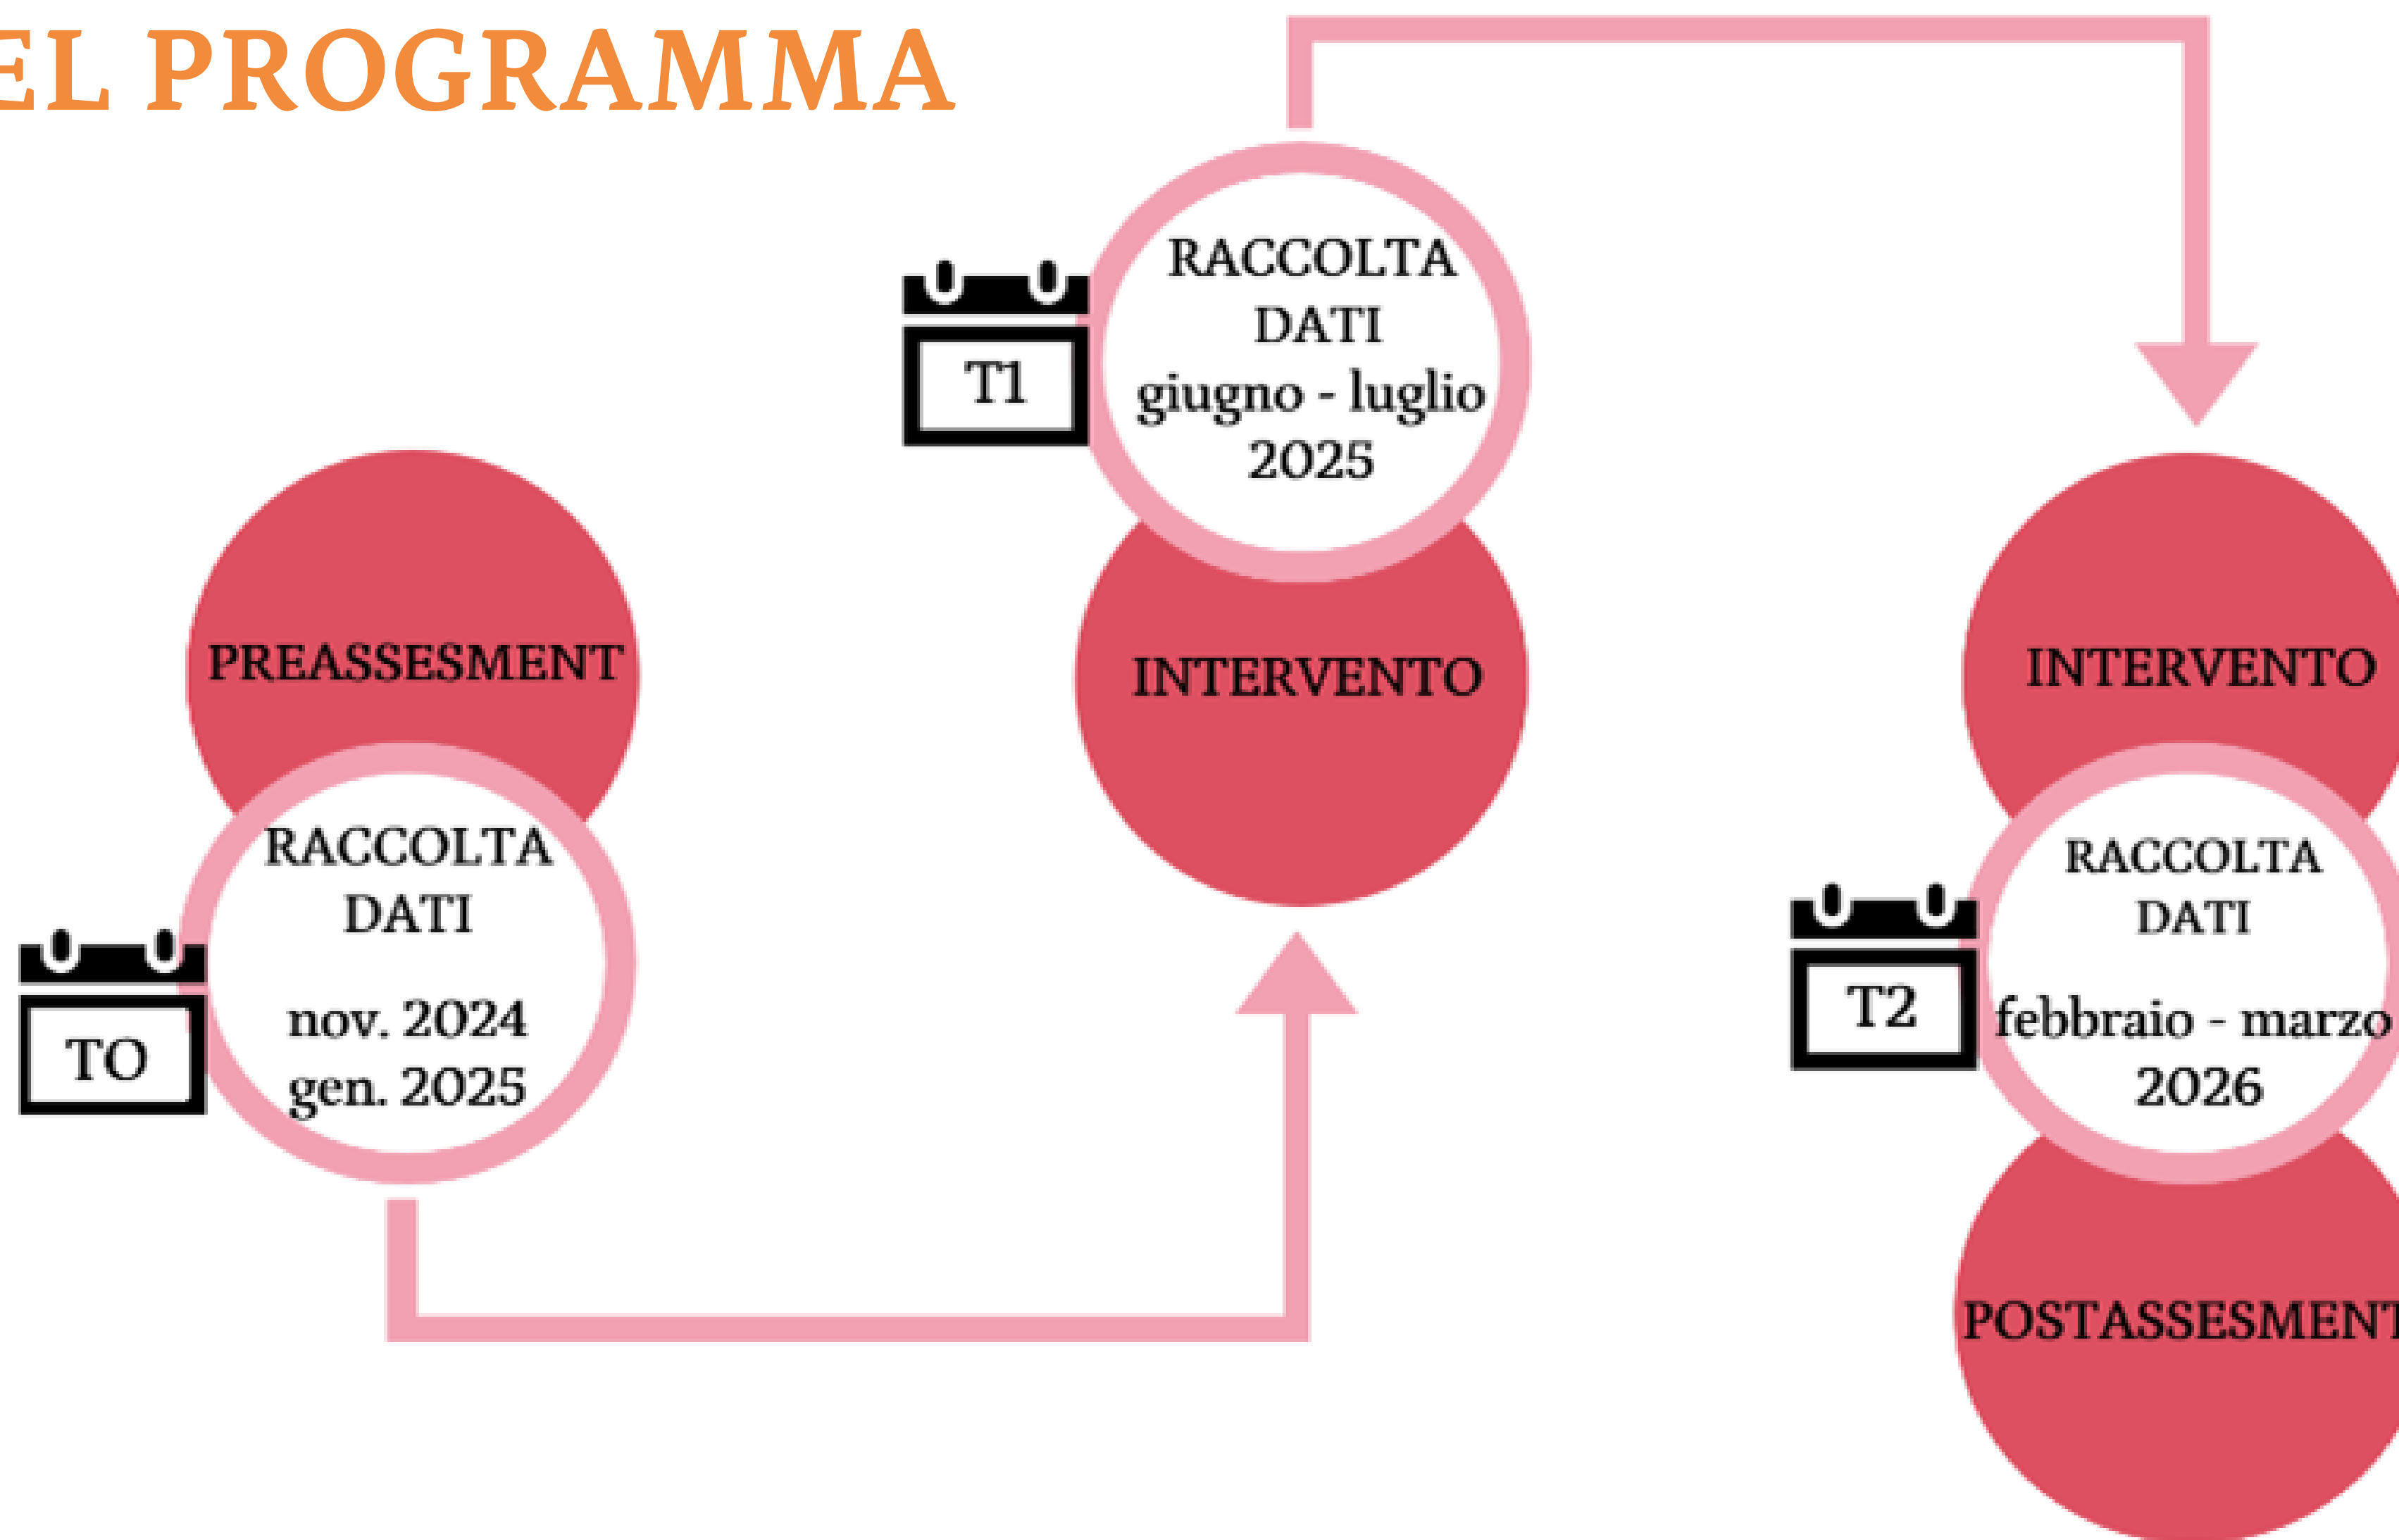 EL PROGRAMMA
PREASSESMENT
RACCOLTA
DATI
nov. 2024
gen. 2025
TO
RACCOLTA
DATI
giugno - luglio
2025
T1
INTERVENTO
INTERVENTO
RACCOLTA
DATI
febbraio - marzo
2026
T2
POSTASSESMENT